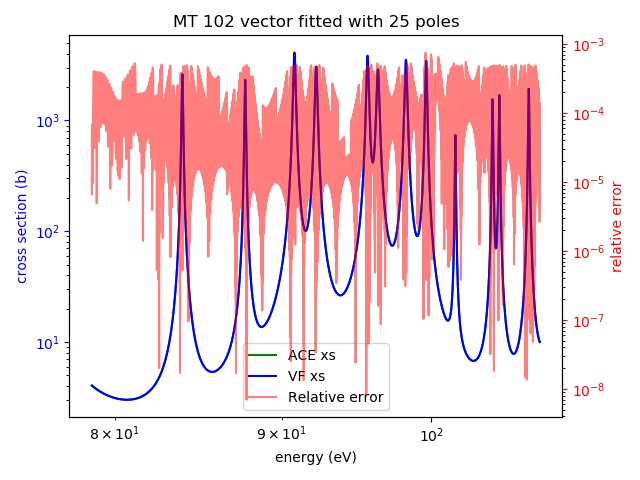 MT 102 vector fitted with 25 poles
cross section (b)
10³
10²
10¹
10⁻³
10⁻⁴
10⁻⁵
10⁻⁶
10⁻⁷
10⁻⁸
relative error
ACE xs
VF xs
Relative error
8 × 10¹ 9 × 10¹ 10²
energy (eV)